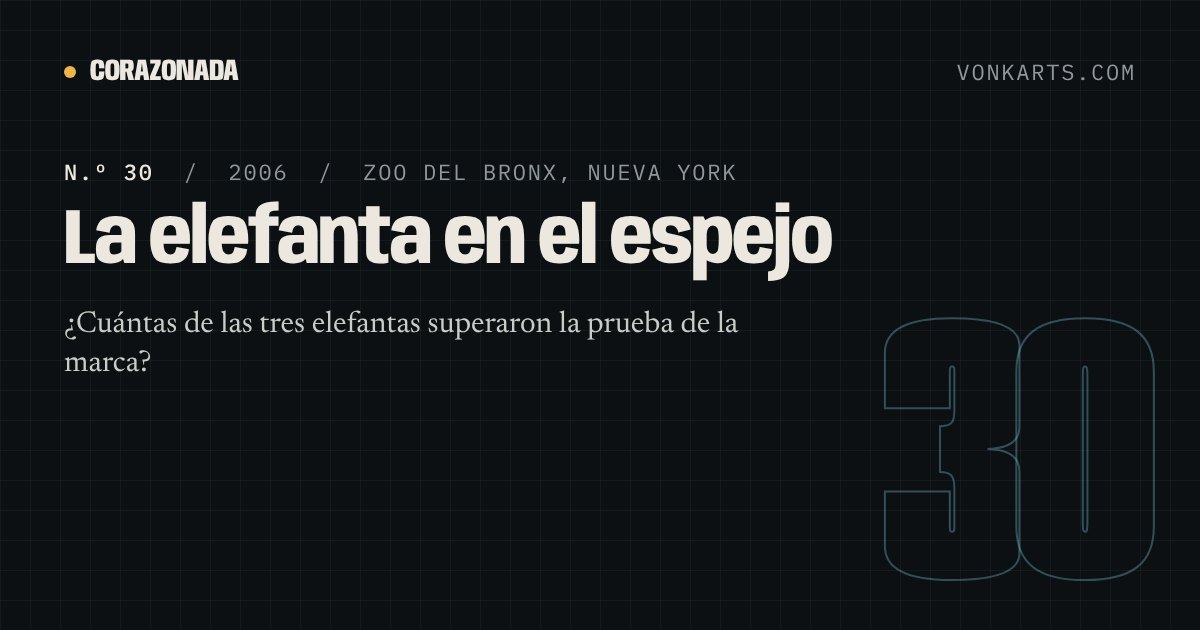 CORAZONADA
VONKARTS.COM
N.º 30 / 2006 / ZOO DEL BRONX, NUEVA YORK
La elefanta en el espejo
¿Cuántas de las tres elefantas superaron la prueba de la
marca?
30